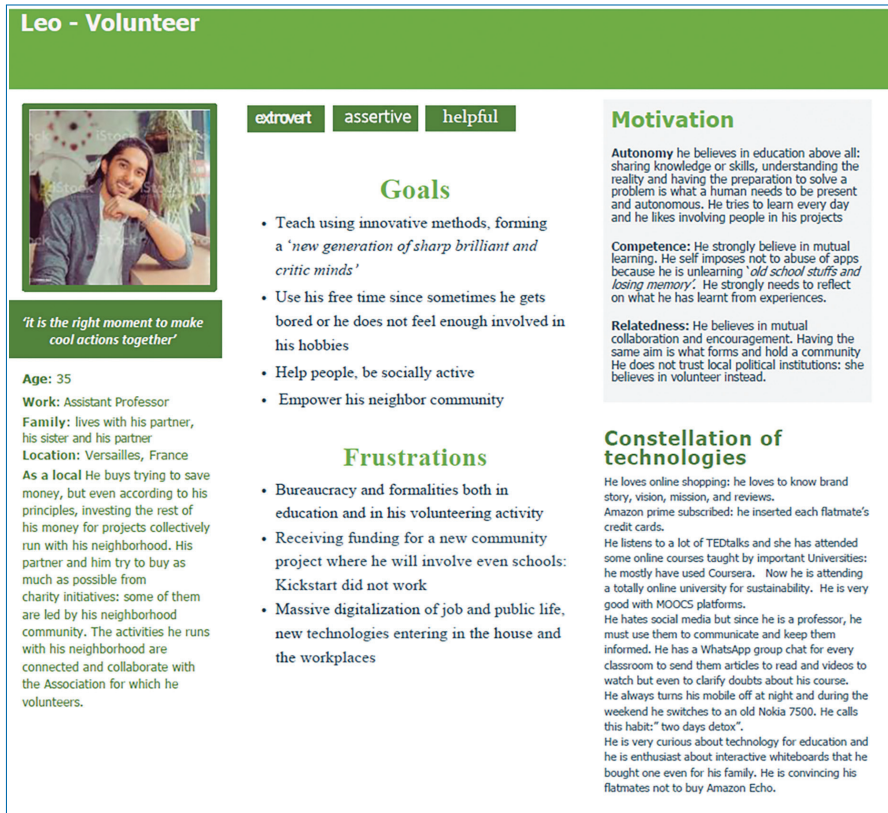 Leo - Volunteer
iStock
iStock
iStock
iStock
'it is the right moment to make
cool actions together'
Age: 35
Work: Assistant Professor
Family: lives with his partner,
his sister and his partner
Location: Versailles, France
As a local He buys trying to save
money, but even according to his
principles, investing the rest of
his money for projects collectively
run with his neighborhood. His
partner and him try to buy as
much as possible from
charity initiatives: some of them
are led by his neighborhood
community. The activities he runs
with his neighborhood are
connected and collaborate with
the Association for which he
volunteers.
extrovert
assertive
helpful
Goals
• Teach using innovative methods, forming
a 'new generation of sharp brilliant and
critic minds'
• Use his free time since sometimes he gets
bored or he does not feel enough involved in
his hobbies
• Help people, be socially active
• Empower his neighbor community
Frustrations
• Bureaucracy and formalities both in
education and in his volunteering activity
• Receiving funding for a new community
project where he will involve even schools:
Kickstart did not work
• Massive digitalization of job and public life,
new technologies entering in the house and
the workplaces
Motivation
Autonomy he believes in education above all:
sharing knowledge or skills, understanding the
reality and having the preparation to solve a
problem is what a human needs to be present
and autonomous. He tries to learn every day
and he likes involving people in his projects
Competence: He strongly believe in mutual
learning. He self imposes not to abuse of apps
because he is unlearning 'old school stuffs and
losing memory'. He strongly needs to reflect
on what he has learnt from experiences.
Relatedness: He believes in mutual
collaboration and encouragement. Having the
same aim is what forms and hold a community
He does not trust local political institutions: she
believes in volunteer instead.
Constellation of
technologies
He loves online shopping: he loves to know brand
story, vision, mission, and reviews.
Amazon prime subscribed: he inserted each flatmate's
credit cards.
He listens to a lot of TEDtalks and she has attended
some online courses taught by important Universities:
he mostly have used Coursera. Now he is attending
a totally online university for sustainability. He is very
good with MOOCS platforms.
He hates social media but since he is a professor, he
must use them to communicate and keep them
informed. He has a WhatsApp group chat for every
classroom to send them articles to read and videos to
watch but even to clarify doubts about his course.
He always turns his mobile off at night and during the
weekend he switches to an old Nokia 7500. He calls
this habit:" two days detox".
He is very curious about technology for education and
he is enthusiast about interactive whiteboards that he
bought one even for his family. He is convincing his
flatmates not to buy Amazon Echo.